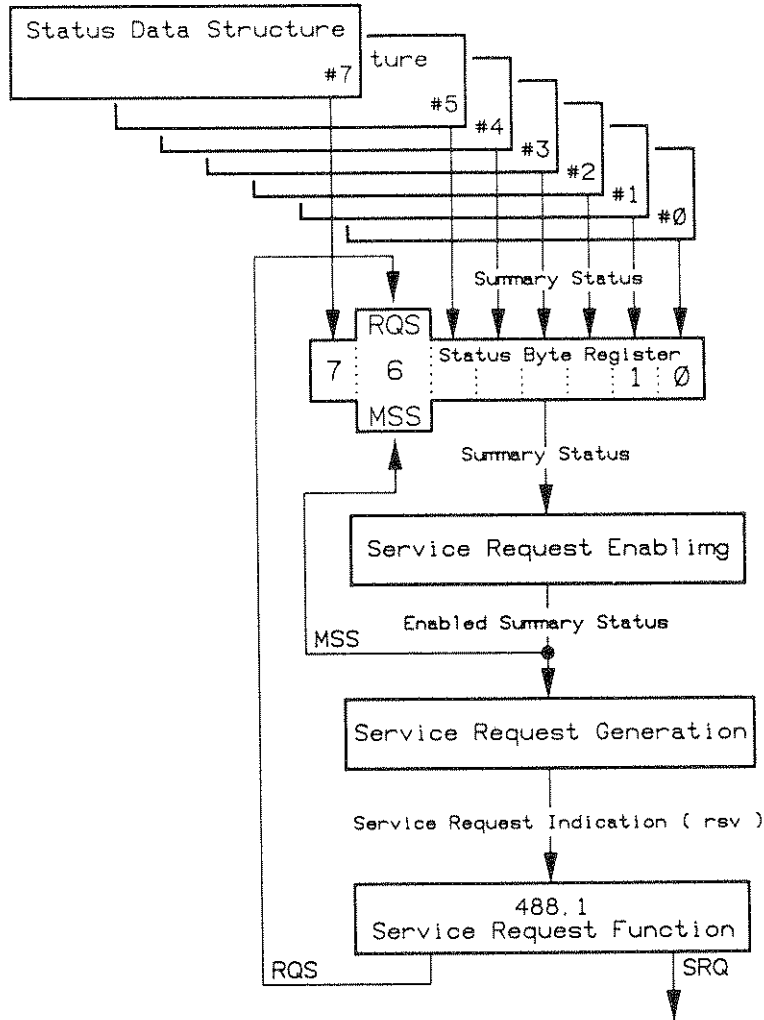 Status Data Structure
#7
ture
#5
#4
#3
#2
#1
#Ø
Summary Status
RQS
Status Byte Register
7
6
1
Ø
MSS
Summary Status
Service Request Enablimg
Enabled Summary Status
MSS
Service Request Generation
Service Request Indication ( rsv )
488.1
Service Request Function
RQS
SRQ